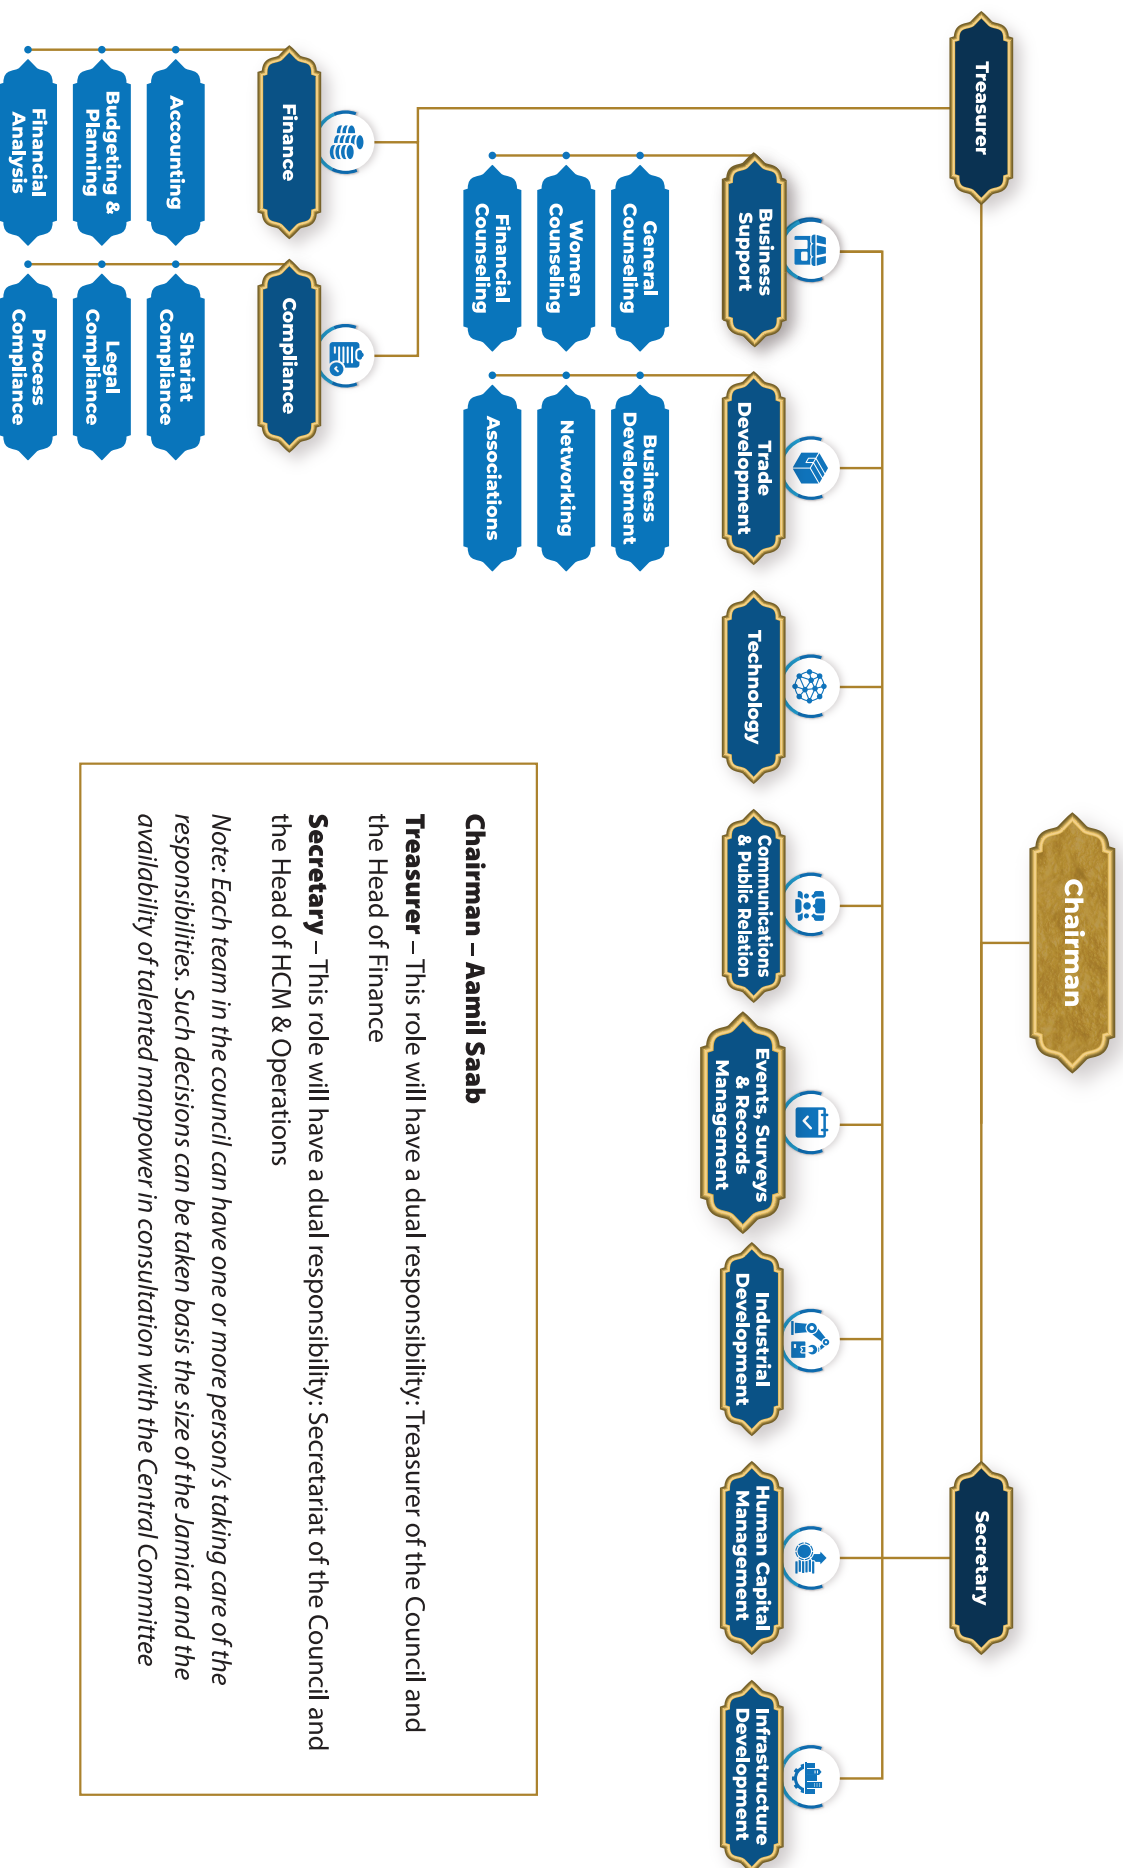 Chairman
Treasurer
Secretary
Business
Support
Trade
Development
Technology
Communications
& Public Relation
Events, Surveys
& Records
Management
Industrial
Development
Human Capital
Management
Infrastructure
Development
General
Counseling
Women
Counseling
Financial
Counseling
Business
Development
Networking
Associations
Finance
Compliance
Accounting
Budgeting &
Planning
Financial
Analysis
Shariat
Compliance
Legal
Compliance
Process
Compliance
Chairman – Aamil Saab
Treasurer – This role will have a dual responsibility: Treasurer of the Council and
the Head of Finance
Secretary – This role will have a dual responsibility: Secretariat of the Council and
the Head of HCM & Operations
Note: Each team in the council can have one or more person/s taking care of the
responsibilities. Such decisions can be taken basis the size of the Jamiat and the
availability of talented manpower in consultation with the Central Committee